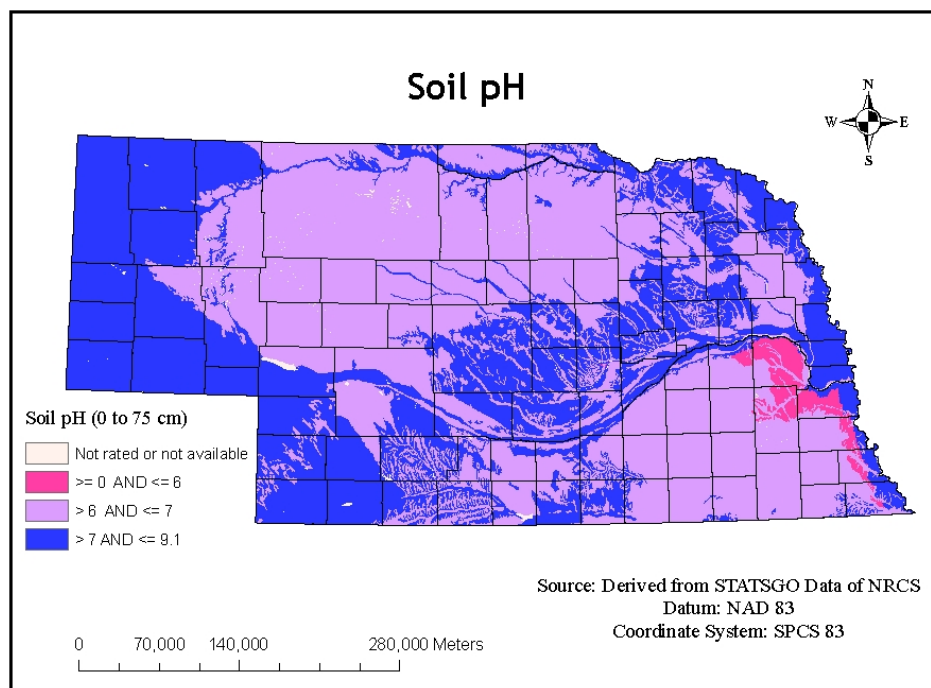 Soil pH
N
W E
S
Soil pH (0 to 75 cm)
Not rated or not available
>= 0 AND <= 6
> 6 AND <= 7
> 7 AND <= 9.1
Source: Derived from STATSGO Data of NRCS
Datum: NAD 83
Coordinate System: SPCS 83
0 70,000 140,000 280,000 Meters